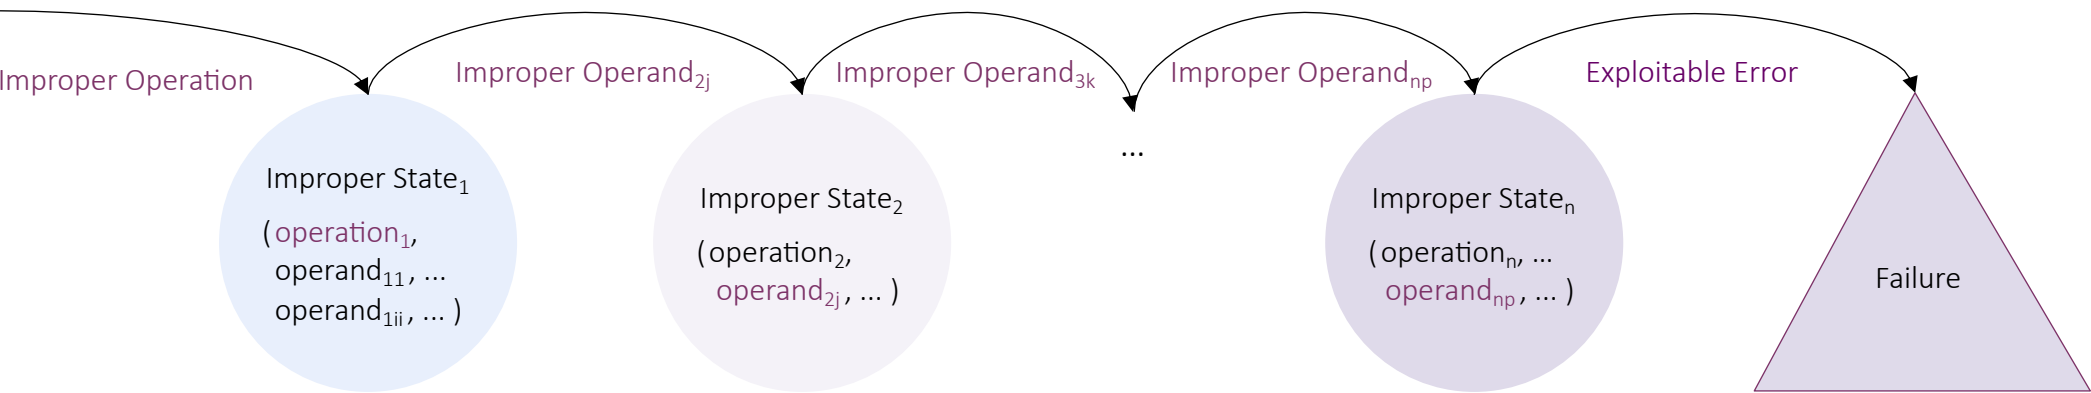 Improper Operation
Improper Operand2j
Improper Operand3k
Improper Operandnp
Exploitable Error
Improper State1
(operation1,
operand11, ...
operand1ii, ... )
Improper State2
(operation2,
operand2j, ... )
...
Improper Staten
(operationn, ...
operandnp, ... )
Failure